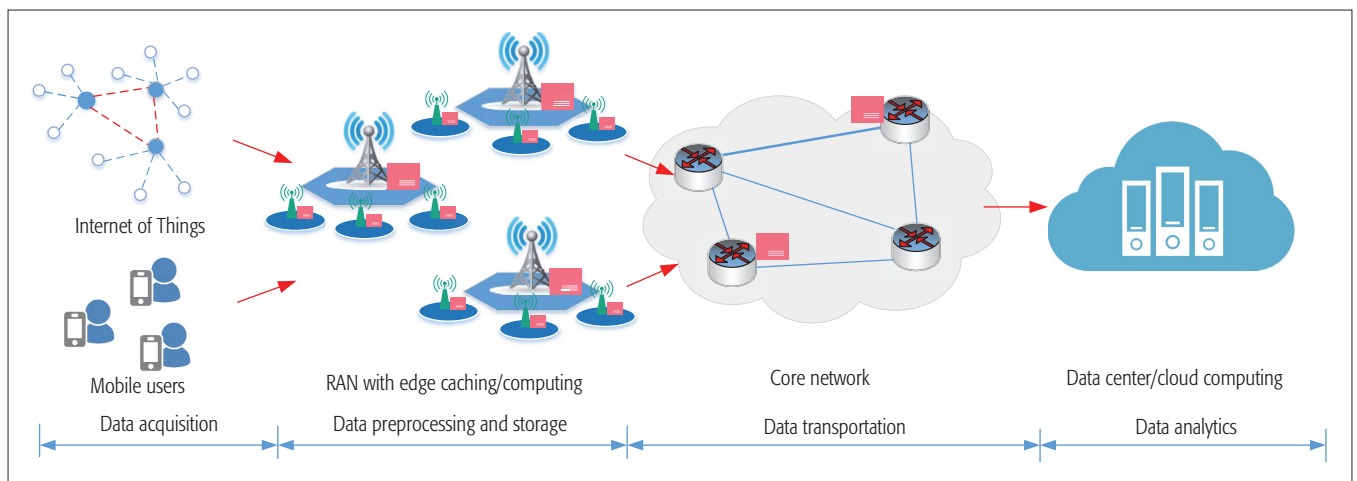 Internet of Things
Mobile users
RAN with edge caching/computing
Core network
Data center/cloud computing
Data acquisition
Data preprocessing and storage
Data transportation
Data analytics